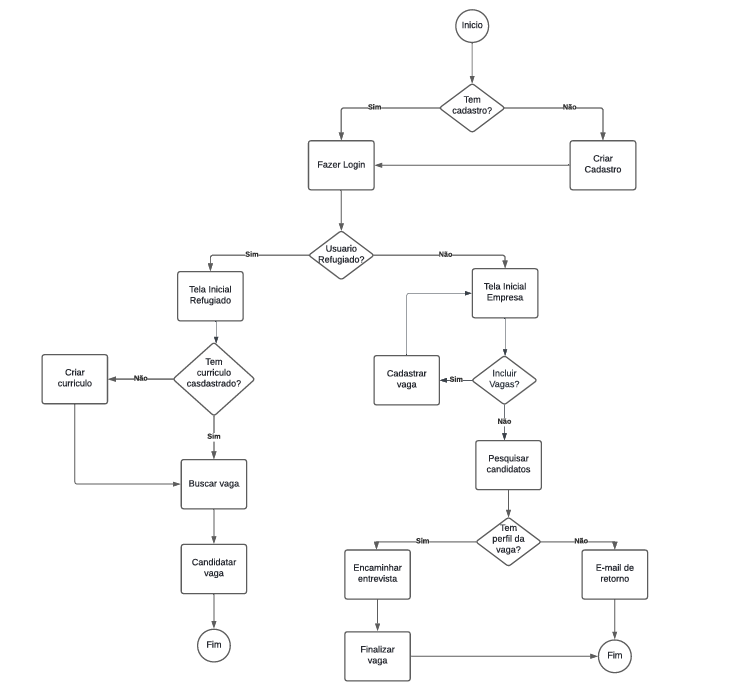 Inicio
Tem
cadastro?
Sim
Não
Fazer Login
Criar
Cadastro
Usuario
Refugiado?
Sim
Não
Tela Inicial
Refugiado
Tela Inicial
Empresa
Tem
curriculo
casdastrado?
Não
Criar
curriculo
Sim
Buscar vaga
Candidatar
vaga
Fim
Incluir
Vagas?
Sim
Cadastrar
vaga
Não
Pesquisar
candidatos
Tem
perfil da
vaga?
Sim
Não
Encaminhar
entrevista
E-mail de
retorno
Finalizar
vaga
Fim